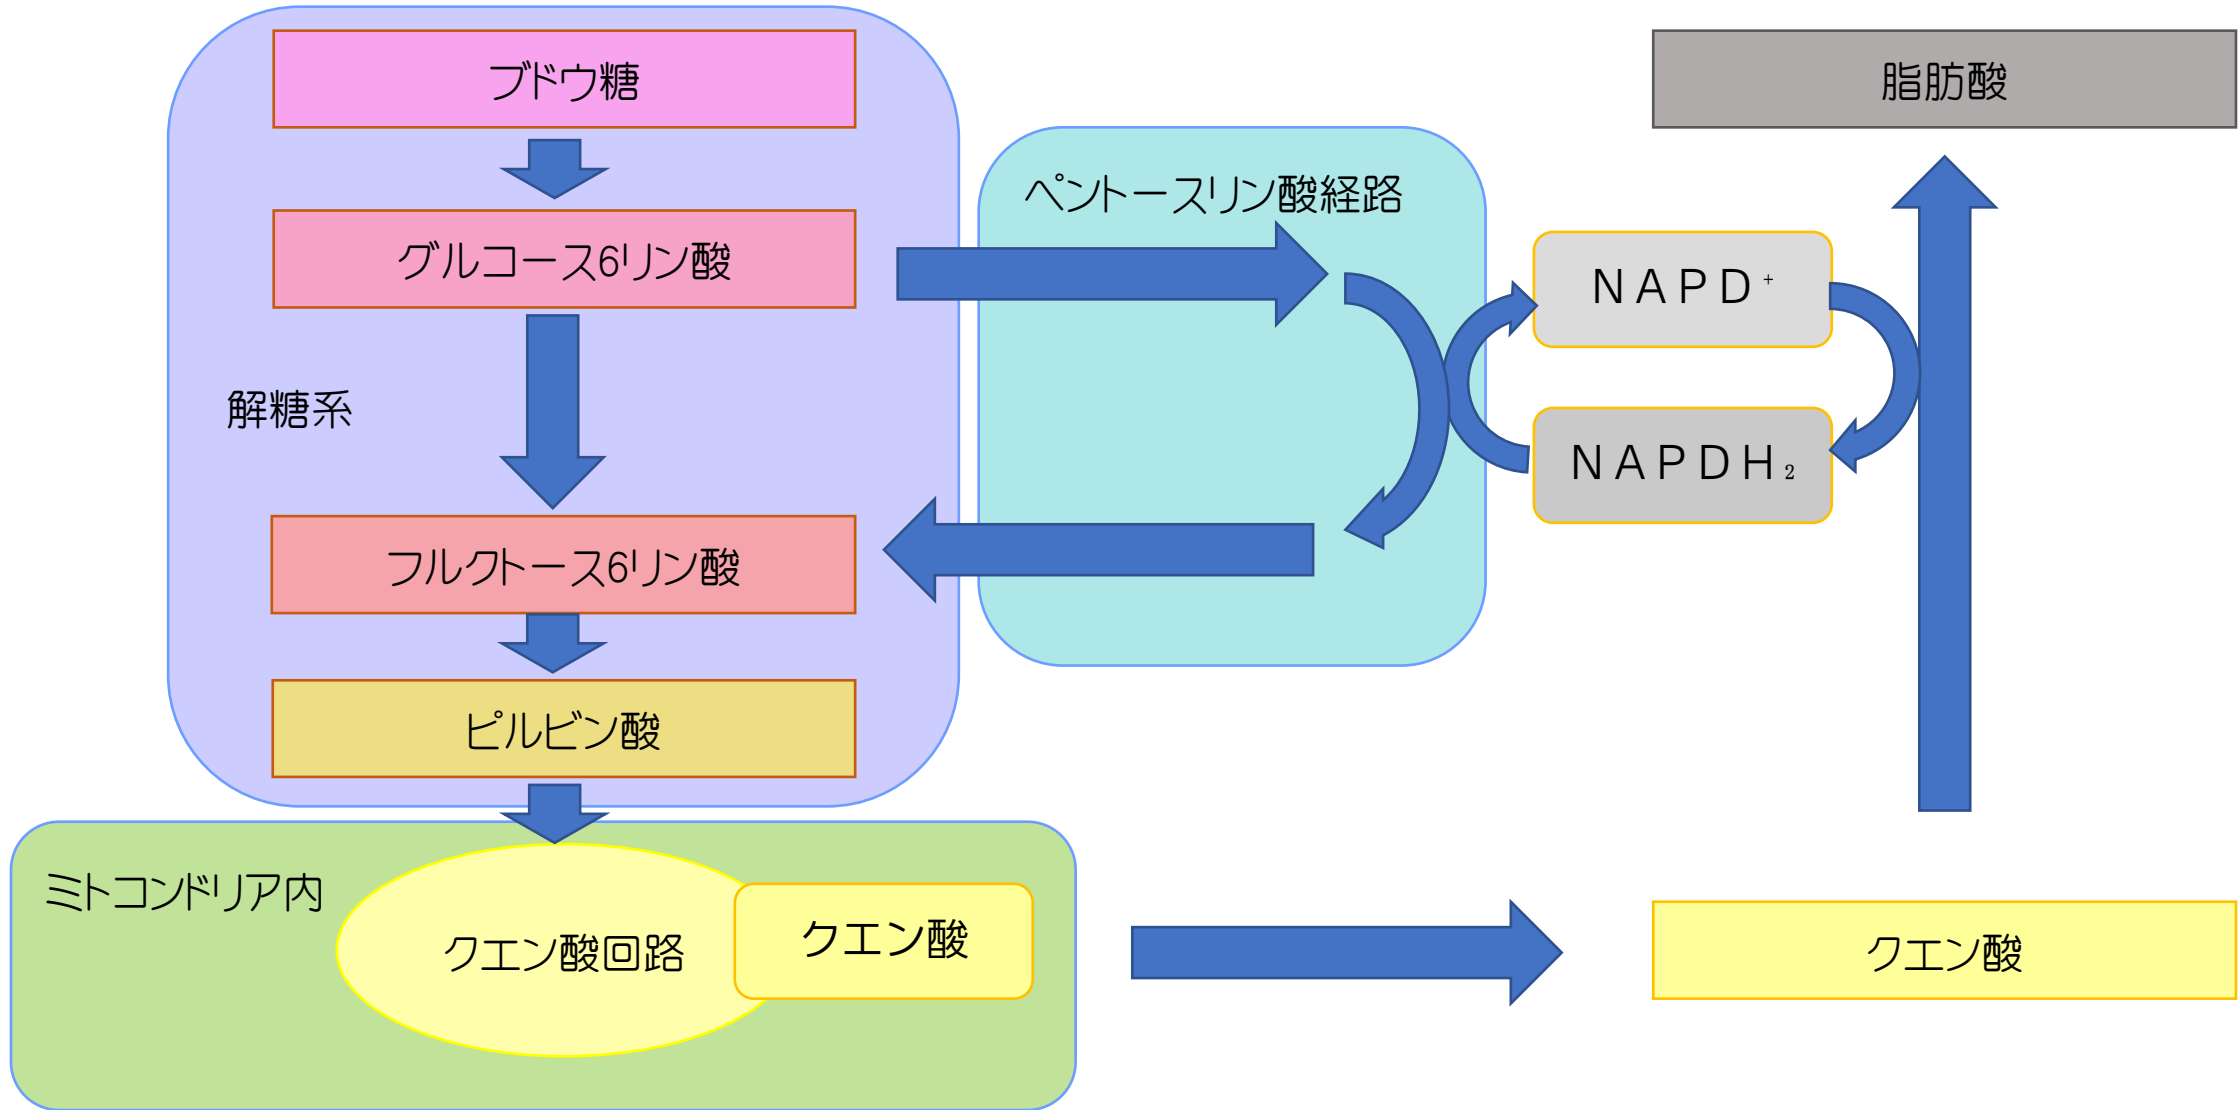 ブドウ糖
脂肪酸
ペントースリン酸経路
グルコース6リン酸
NAPD⁺
解糖系
NAPDH₂
フルクトース6リン酸
ピルビン酸
ミトコンドリア内
クエン酸回路
クエン酸
クエン酸